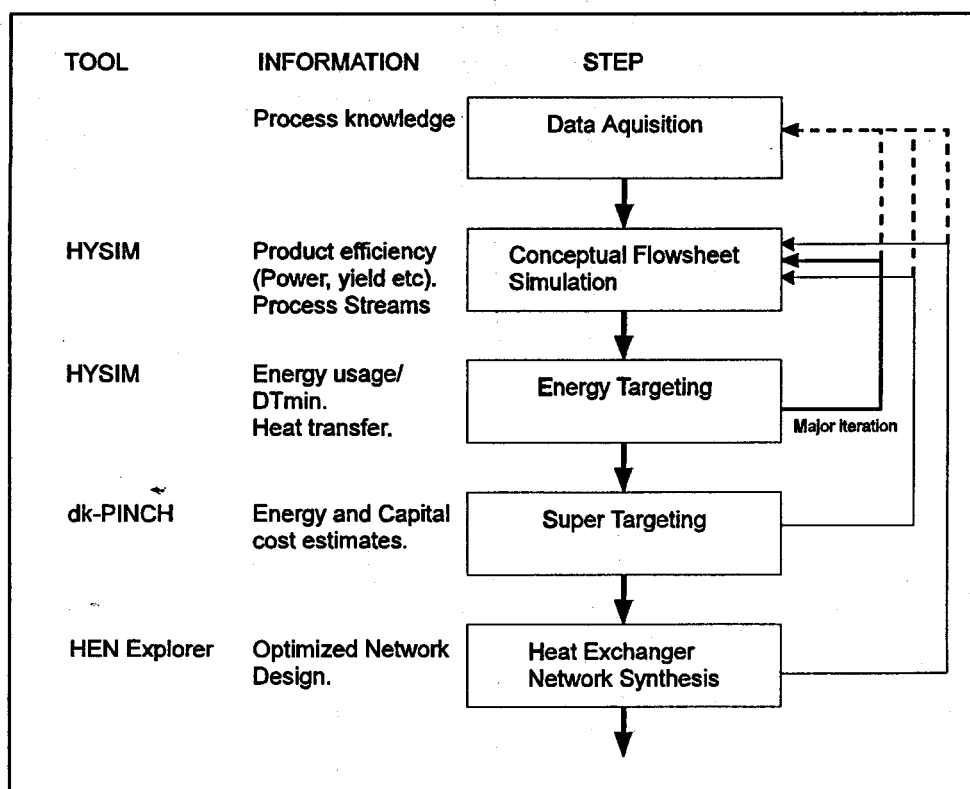 TOOL INFORMATION STEP
Process knowledge Data Aquisition
HYSIM Product efficiency Conceptual Flowsheet
(Power, yield etc). Simulation
Process Streams
HYSIM Energy usage/ Energy Targeting
DTmin.
Heat transfer.
Major Iteration
dk-PINCH Energy and Capital Super Targeting
cost estimates.
HEN Explorer Optimized Network Heat Exchanger
Design. Network Synthesis